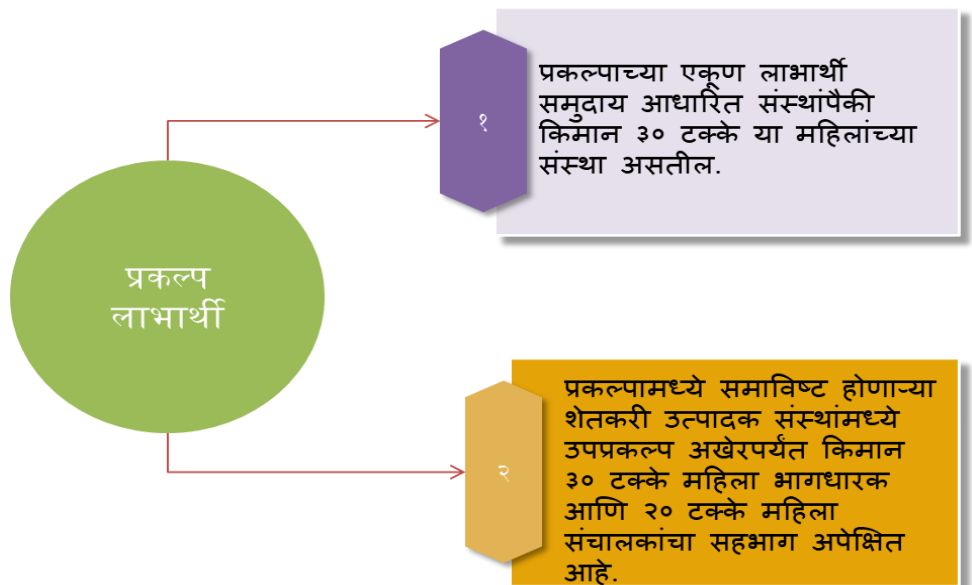 प्रकल्प
लाभार्थी
१
प्रकल्पाच्या एकूण लाभार्थी
समुदाय आधारित संस्थांपैकी
किमान ३० टक्के या महिलांच्या
संस्था असतील.
२
प्रकल्पामध्ये समाविष्ट होणाऱ्या
शेतकरी उत्पादक संस्थांमध्ये
उपप्रकल्प अखेरपर्यंत किमान
३० टक्के महिला भागधारक
आणि २० टक्के महिला
संचालकांचा सहभाग अपेक्षित
आहे.